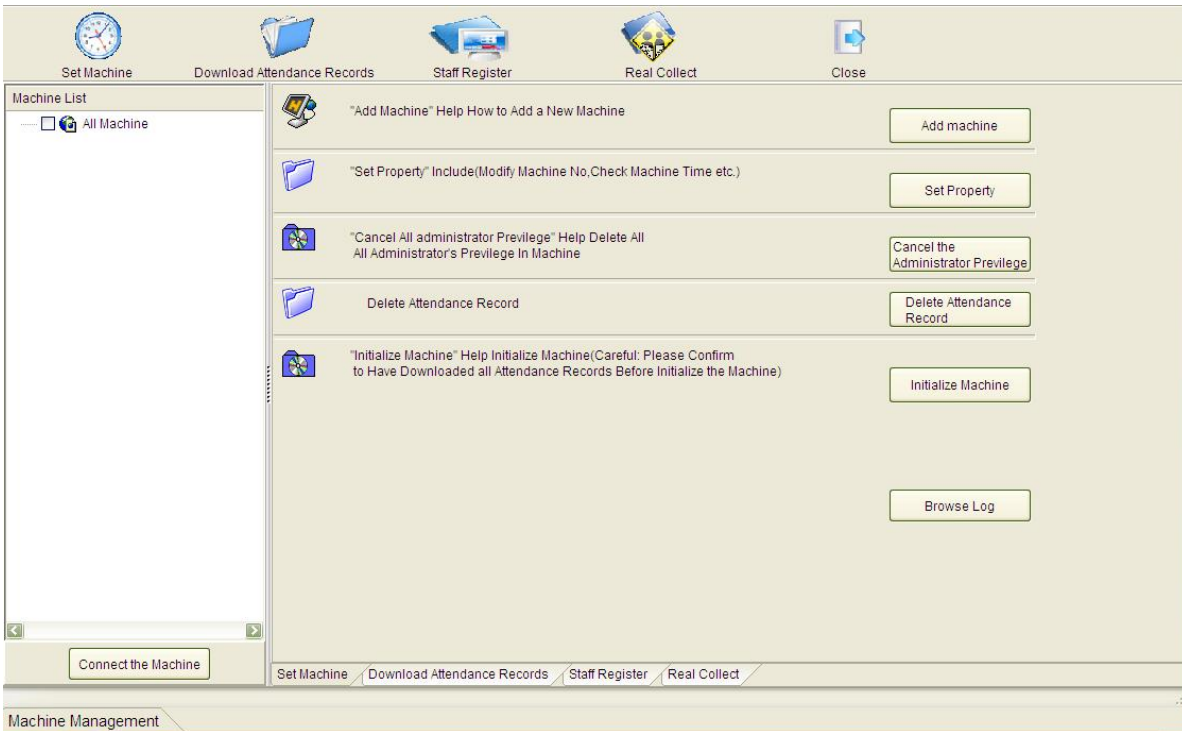 Set Machine
Download Attendance Records
Staff Register
Real Collect
Close
Machine List
All Machine
Connect the Machine
"Add Machine" Help How to Add a New Machine
Add machine
"Set Property" Include(Modify Machine No,Check Machine Time etc.)
Set Property
"Cancel All administrator Previlege" Help Delete All
All Administrator's Previlege In Machine
Cancel the
Administrator Previlege
Delete Attendance Record
Delete Attendance
Record
"Initialize Machine" Help Initialize Machine(Careful: Please Confirm
to Have Downloaded all Attendance Records Before Initialize the Machine)
Initialize Machine
Browse Log
Set Machine
Download Attendance Records
Staff Register
Real Collect
Machine Management